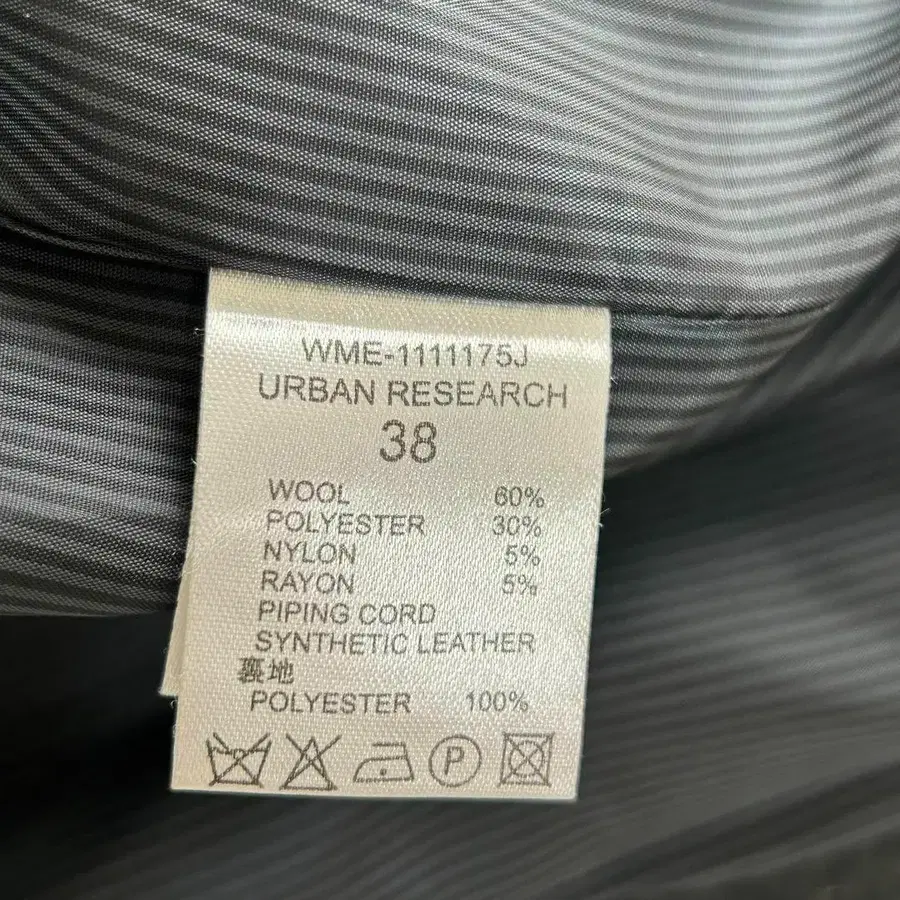 WME-1111175J
URBAN RESEARCH
38
WOOL 60%
POLYESTER 30%
NYLON 5%
RAYON 5%
PIPING CORD
SYNTHETIC LEATHER
裏地
POLYESTER 100%
P